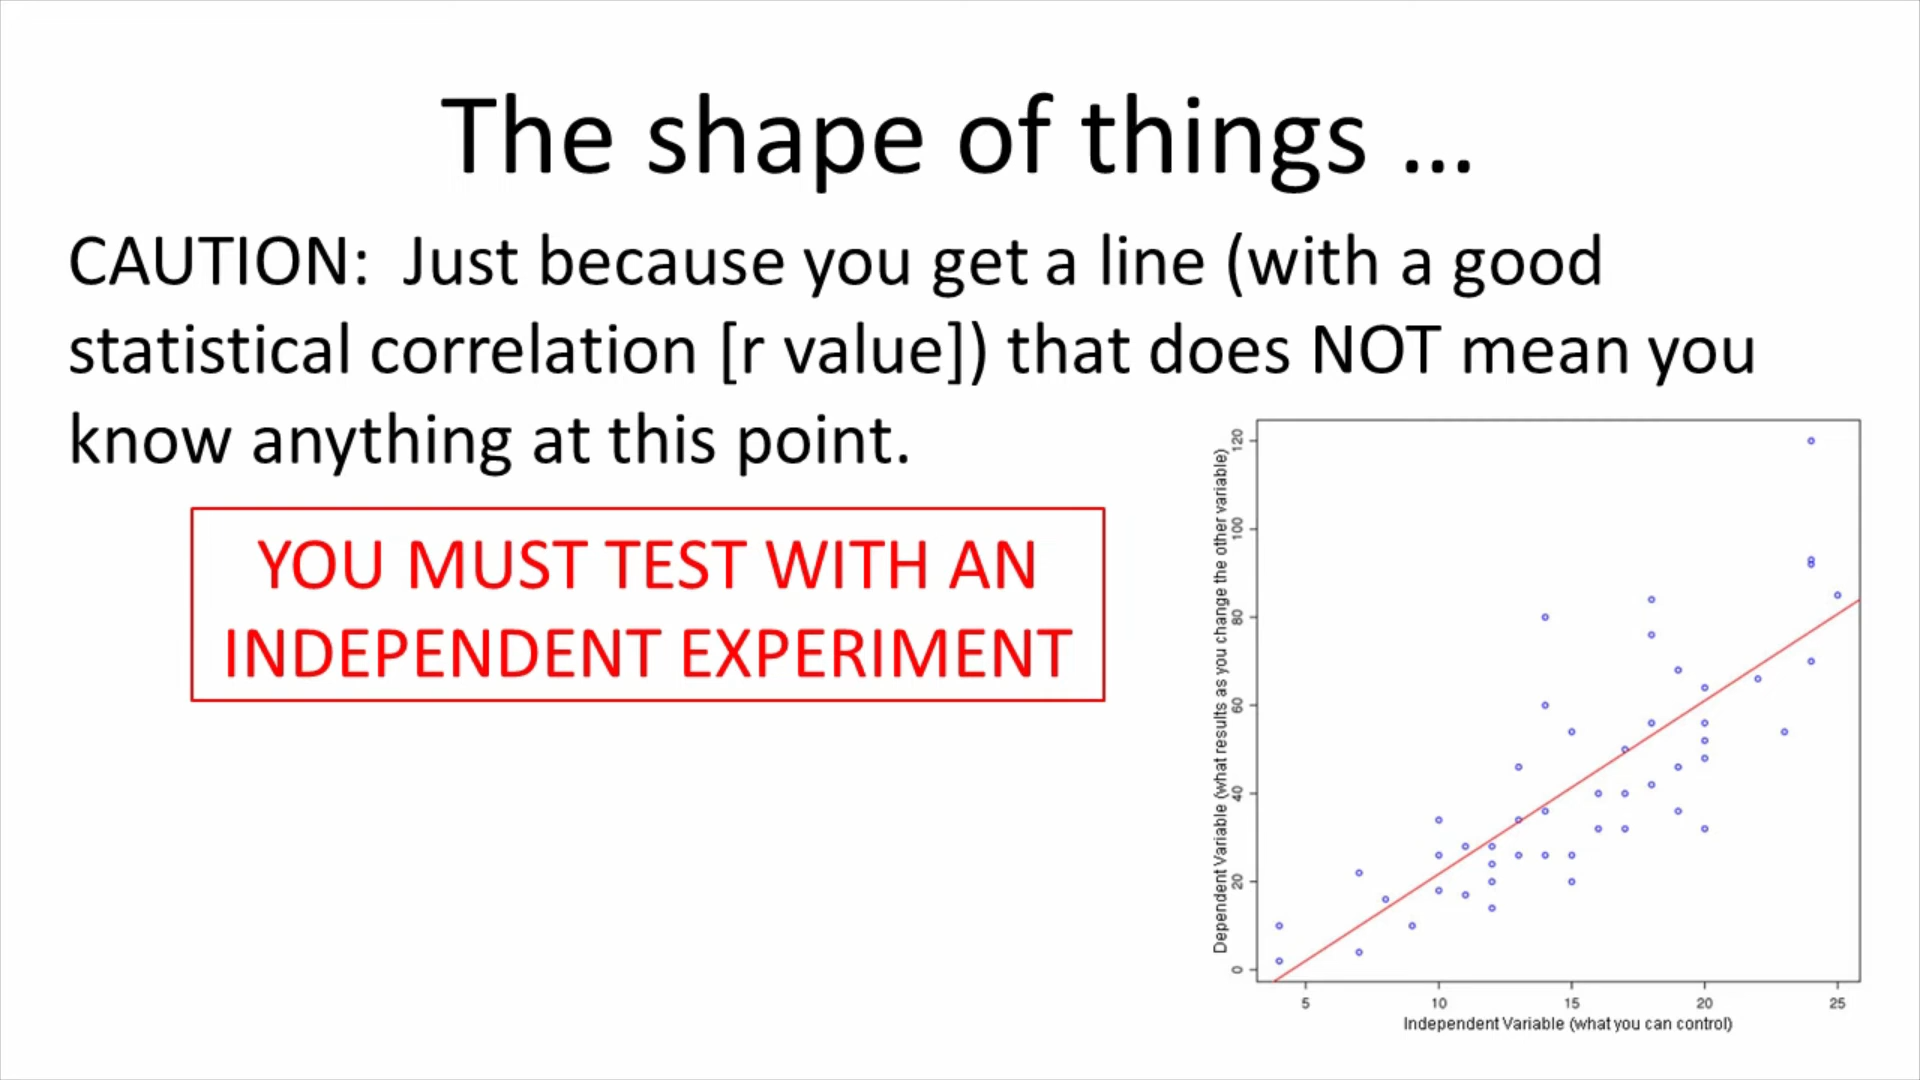 The shape of things ...
CAUTION:  Just because you get a line (with a good
statistical correlation [r value]) that does NOT mean you
know anything at this point.
YOU MUST TEST WITH AN
INDEPENDENT EXPERIMENT
Dependent Variable (what results as you change the other variable)
120
100
80
60
40
20
0
5 10 15 20 25
Independent Variable (what you can control)